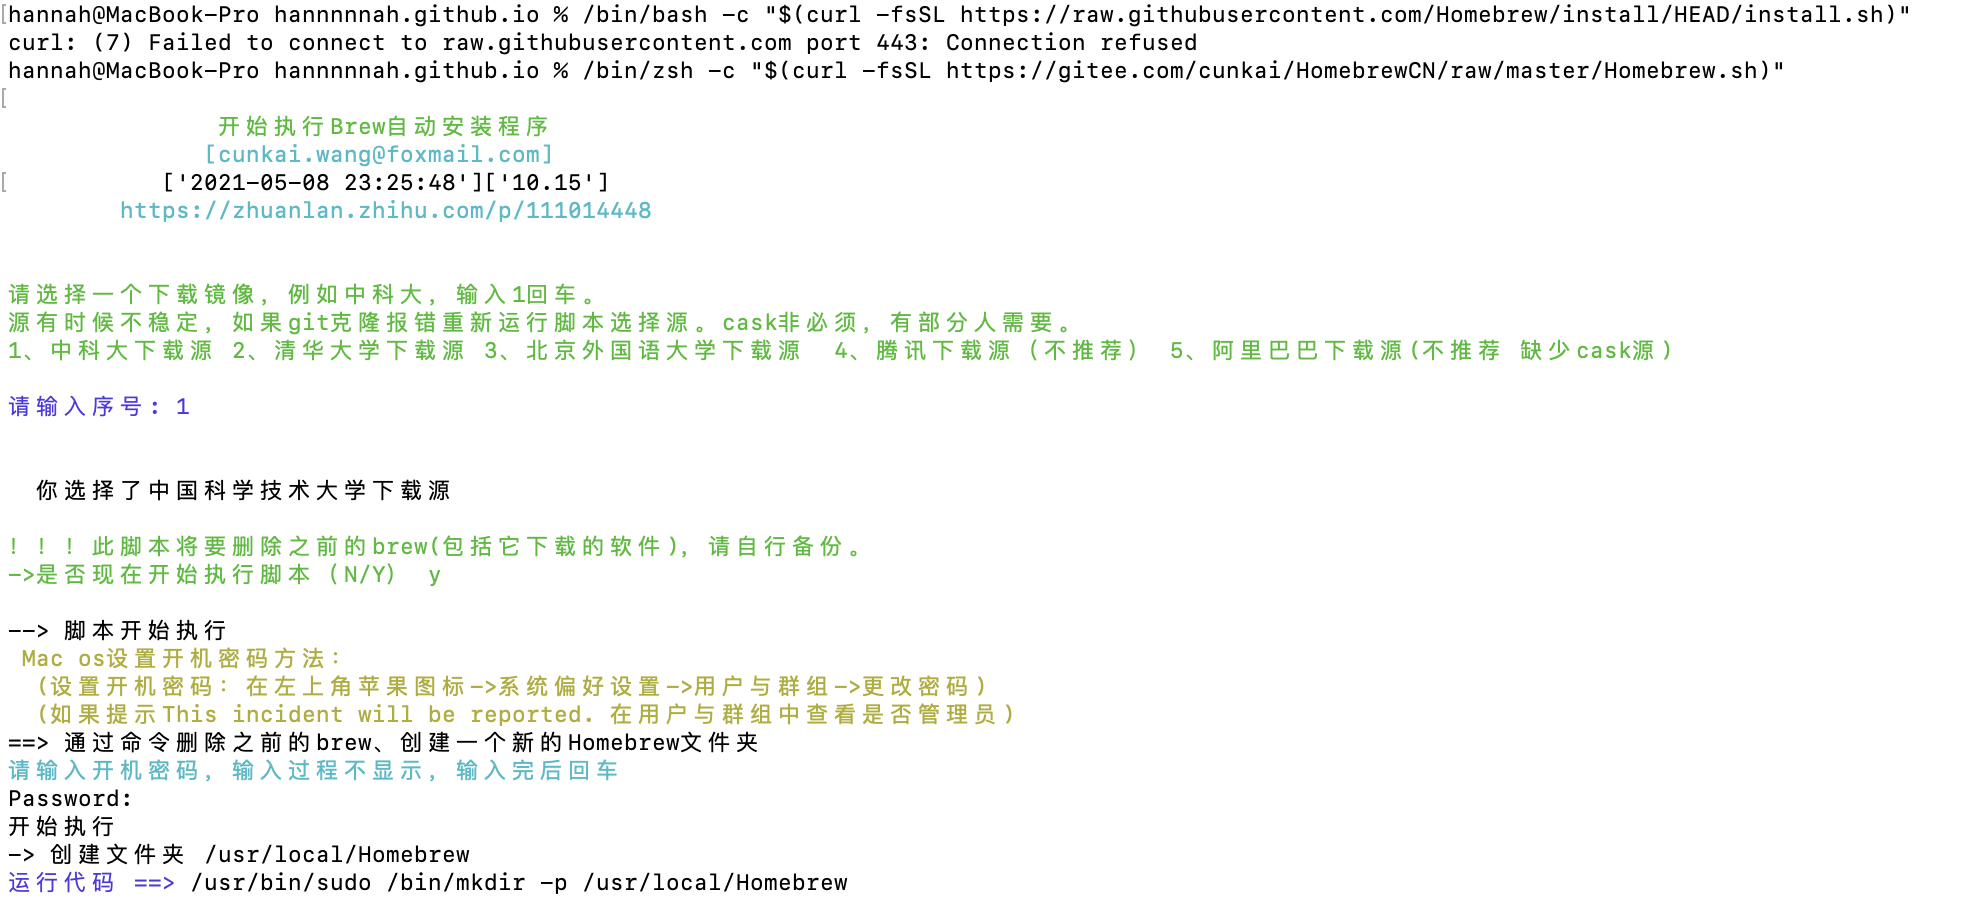 [hannah@MacBook-Pro hannnnnah.github.io % /bin/bash -c "$(curl -fsSL https://raw.githubusercontent.com/Homebrew/install/HEAD/install.sh)"
curl: (7) Failed to connect to raw.githubusercontent.com port 443: Connection refused
hannah@MacBook-Pro hannnnnah.github.io % /bin/zsh -c "$(curl -fsSL https://gitee.com/cunkai/HomebrewCN/raw/master/Homebrew.sh)"
[
开始执行Brew自动安装程序
[cunkai.wang@foxmail.com]
[ ['2021-05-08 23:25:48']['10.15']
https://zhuanlan.zhihu.com/p/111014448
请选择一个下载镜像，例如中科大，输入1回车。
源有时候不稳定，如果git克隆报错重新运行脚本选择源。cask非必须，有部分人需要。
1、中科大下载源 2、清华大学下载源 3、北京外国语大学下载源  4、腾讯下载源（不推荐）  5、阿里巴巴下载源(不推荐 缺少cask源)
请输入序号: 1
你选择了中国科学技术大学下载源
！！！此脚本将要删除之前的brew(包括它下载的软件)，请自行备份。
->是否现在开始执行脚本（N/Y）  y
--> 脚本开始执行
Mac os设置开机密码方法：
(设置开机密码：在左上角苹果图标->系统偏好设置->用户与群组->更改密码)
(如果提示This incident will be reported. 在用户与群组中查看是否管理员)
==> 通过命令删除之前的brew、创建一个新的Homebrew文件夹
请输入开机密码，输入过程不显示，输入完后回车
Password:
开始执行
-> 创建文件夹 /usr/local/Homebrew
运行代码 ==> /usr/bin/sudo /bin/mkdir -p /usr/local/Homebrew